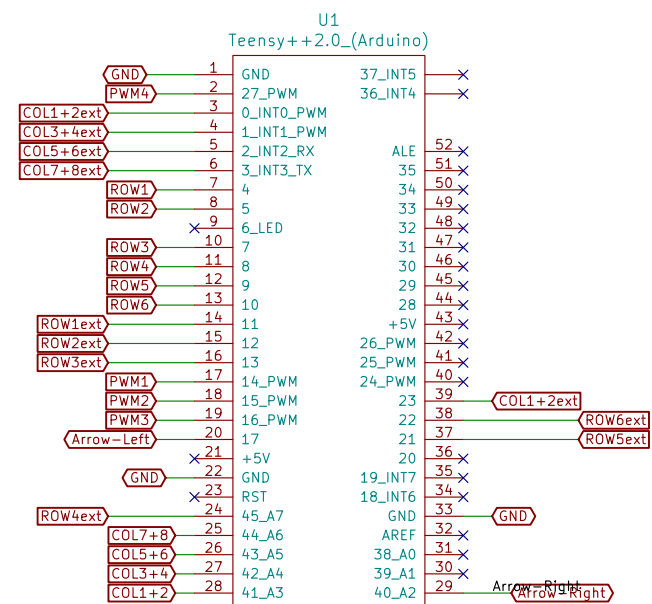 U1
Teensy++2.0_(Arduino)
GND 1 GND 37_INT5
PWM4 2 27_PWM 36_INT4
COL1+2ext 3 0_INT0_PWM
COL3+4ext 4 1_INT1_PWM
COL5+6ext 5 2_INT2_RX ALE 52
COL7+8ext 6 3_INT3_TX 35 51
ROW1 7 4 34 50
ROW2 8 5 33 49
9 6_LED 32 48
ROW3 10 7 31 47
ROW4 11 8 30 46
ROW5 12 9 29 45
ROW6 13 10 28 44
ROW1ext 14 11 +5V 43
ROW2ext 15 12 26_PWM 42
ROW3ext 16 13 25_PWM 41
PWM1 17 14_PWM 24_PWM 40
PWM2 18 15_PWM 23 39 COL1+2ext
PWM3 19 16_PWM 22 38 ROW6ext
Arrow-Left 20 17 21 37 ROW5ext
21 +5V 20 36
GND 22 GND 19_INT7 35
23 RST 18_INT6 34
ROW4ext 24 45_A7 GND 33 GND
COL7+8 25 44_A6 AREF 32
COL5+6 26 43_A5 38_A0 31
COL3+4 27 42_A4 39_A1 30
Arrow-Right
COL1+2 28 41_A3 40_A2 29 Arrow-Right